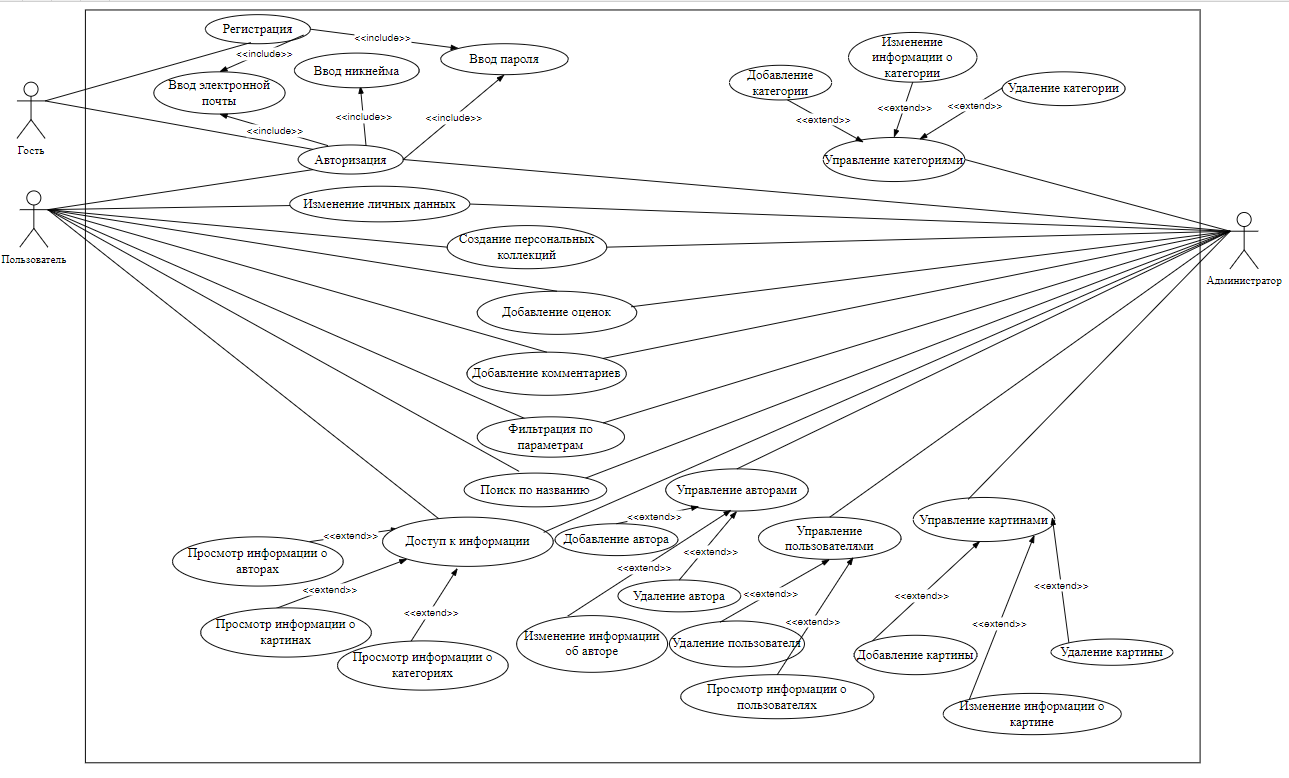 Регистрация
<<include>>
<<include>>
Ввод электронной
почты
Ввод никнейма
Ввод пароля
<<include>>
<<include>>
<<include>>
Авторизация
Гость
Добавление
категории
Изменение
информации о
категории
Удаление категории
<<extend>>
<<extend>>
<<extend>>
Управление категориями
Пользователь
Изменение личных данных
Создание персональных
коллекций
Администратор
Добавление оценок
Добавление комментариев
Фильтрация по
параметрам
Поиск по названию
Доступ к информации
<<extend>>
Просмотр информации о
авторах
<<extend>>
Просмотр информации о
картинах
<<extend>>
Просмотр информации о
категориях
Управление авторами
<<extend>>
Добавление автора
<<extend>>
<<extend>>
Удаление автора
Изменение информации
об авторе
Управление
пользователями
<<extend>>
<<extend>>
Удаление пользователя
Просмотр информации о
пользователях
Управление картинами
<<extend>>
<<extend>>
<<extend>>
Добавление картины
Удаление картины
Изменение информации о
картине